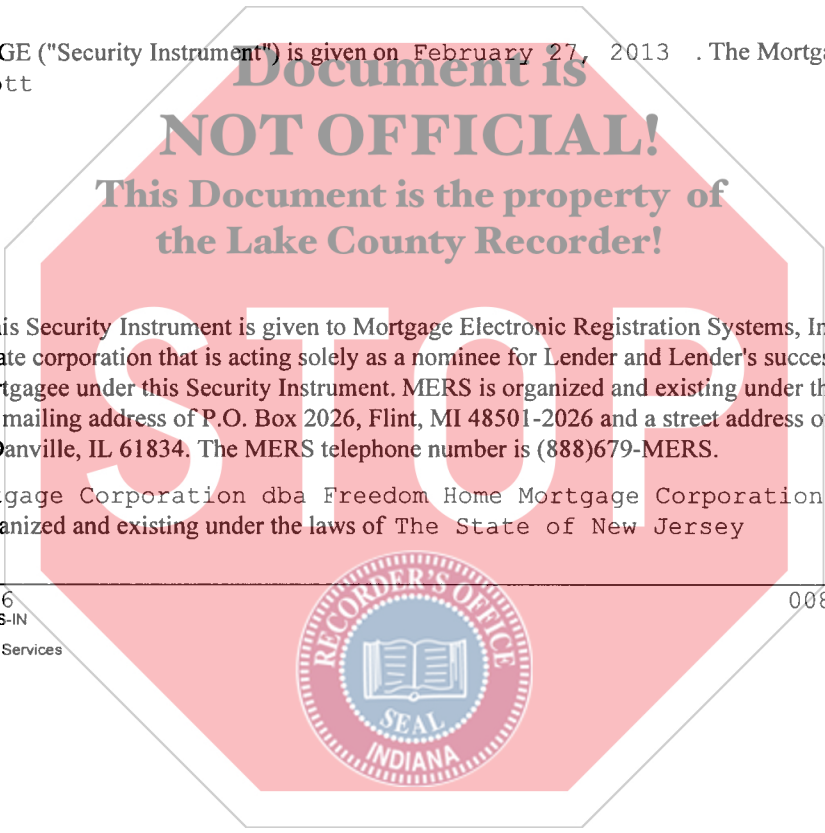 GE ("Security Instrument") is given on February 27, 2013 . The Mortga
ott
Document is
NOT OFFICIAL!
This Document is the property of
the Lake County Recorder!
STOP
is Security Instrument is given to Mortgage Electronic Registration Systems, In
ate corporation that is acting solely as a nominee for Lender and Lender's succes
rtgagee under this Security Instrument. MERS is organized and existing under th
mailing address of P.O. Box 2026, Flint, MI 48501-2026 and a street address o
Danville, IL 61834. The MERS telephone number is (888)679-MERS.
gage Corporation dba Freedom Home Mortgage Corporation
anized and existing under the laws of The State of New Jersey
6
008
S-IN
Services
RECORDER'S OFFICE
SEAL
INDIANA